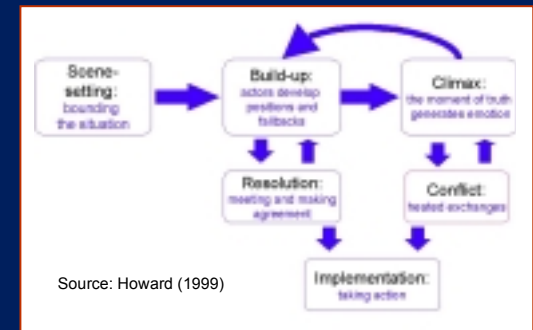 Scene-
setting:
bounding
the situation
Build-up:
actors develop
positions and
fallbacks
Climax:
the moment of truth
generates emotion
Resolution:
meeting and making
agreement
Conflict:
heated exchanges
Implementation:
taking action
Source: Howard (1999)